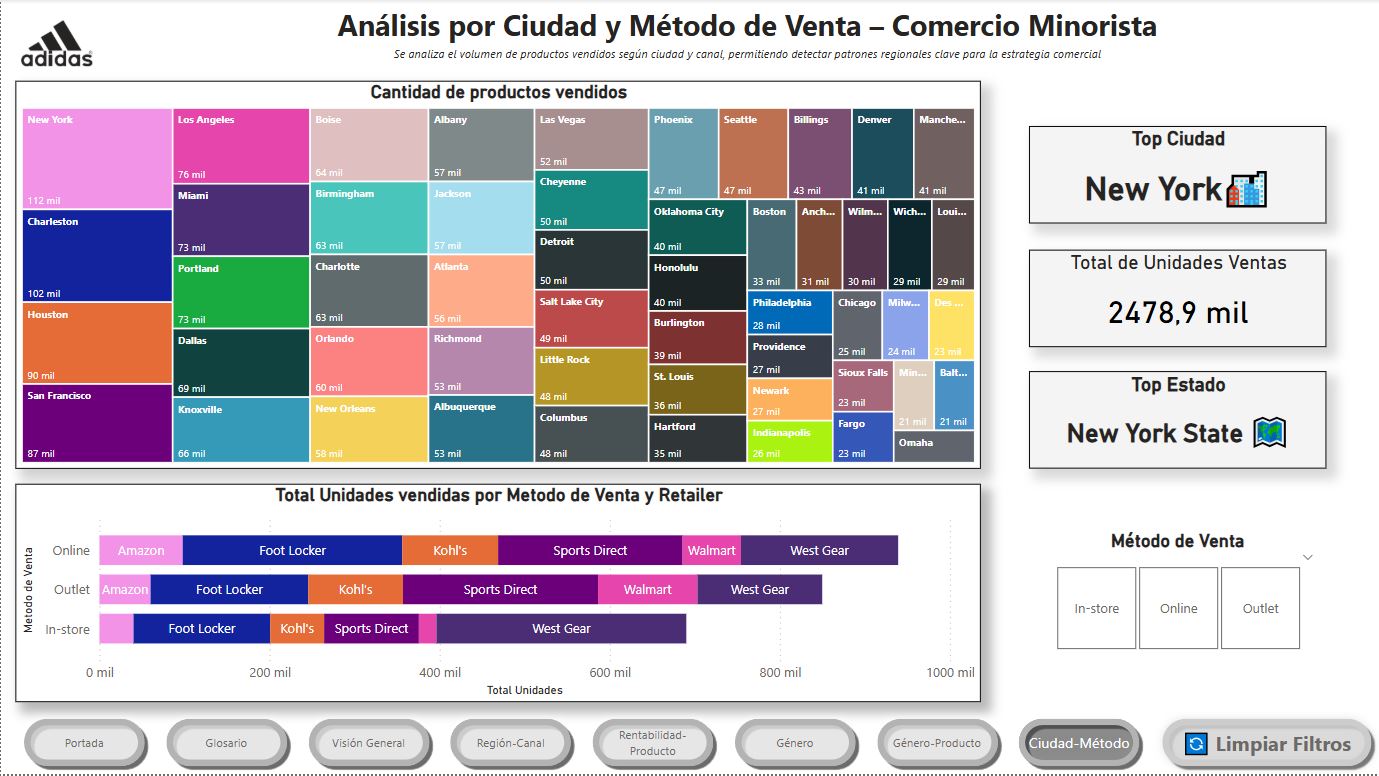 adidas
Análisis por Ciudad y Método de Venta – Comercio Minorista
Se analiza el volumen de productos vendidos según ciudad y canal, permitiendo detectar patrones regionales clave para la estrategia comercial
Cantidad de productos vendidos
New York
112 mil
Charleston
102 mil
Houston
90 mil
San Francisco
87 mil
Los Angeles
76 mil
Miami
73 mil
Portland
73 mil
Dallas
69 mil
Knoxville
66 mil
Boise
64 mil
Birmingham
63 mil
Charlotte
63 mil
Orlando
60 mil
New Orleans
58 mil
Albany
57 mil
Jackson
57 mil
Atlanta
56 mil
Richmond
53 mil
Albuquerque
53 mil
Las Vegas
52 mil
Cheyenne
50 mil
Detroit
50 mil
Salt Lake City
49 mil
Little Rock
48 mil
Columbus
48 mil
Phoenix
47 mil
Seattle
47 mil
Billings
43 mil
Denver
41 mil
Manche...
41 mil
Oklahoma City
40 mil
Honolulu
40 mil
Burlington
39 mil
St. Louis
36 mil
Hartford
35 mil
Boston
33 mil
Anch...
31 mil
Wilm...
30 mil
Wich...
29 mil
Loui...
29 mil
Philadelphia
28 mil
Providence
27 mil
Newark
27 mil
Indianapolis
26 mil
Chicago
25 mil
Milw...
24 mil
Des ...
23 mil
Sioux Falls
23 mil
Fargo
23 mil
Min...
21 mil
Balt...
21 mil
Omaha
Top Ciudad
New York
Total de Unidades Ventas
2478,9 mil
Top Estado
New York State
Total Unidades vendidas por Metodo de Venta y Retailer
Metodo de Venta
Online Amazon Foot Locker Kohl's Sports Direct Walmart West Gear
Outlet Amazon Foot Locker Kohl's Sports Direct Walmart West Gear
In-store Foot Locker Kohl's Sports Direct West Gear
0 mil 200 mil 400 mil 600 mil 800 mil 1000 mil
Total Unidades
Método de Venta
In-store Online Outlet
Portada Glosario Visión General Región-Canal Rentabilidad-
Producto Género Género-Producto Ciudad-Método Limpiar Filtros